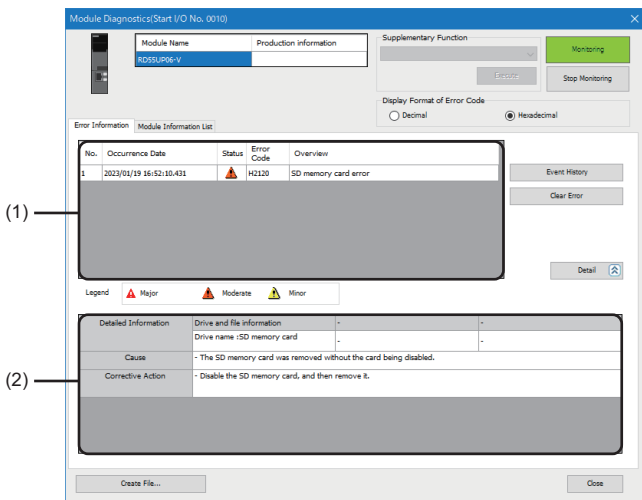 Module Diagnostics(Start I/O No. 0010)
Module Name Production information
RD55UP06-V
Supplementary Function
Execute
Monitoring
Stop Monitoring
Display Format of Error Code
Decimal Hexadecimal
Error Information Module Information List
No. Occurrence Date Status Error Code Overview
1 2023/01/19 16:52:10.431 H2120 SD memory card error
Event History
Clear Error
(1)
Detail
Legend Major Moderate Minor
Detailed Information Drive and file information - -
Drive name :SD memory card - -
Cause - The SD memory card was removed without the card being disabled.
(2)
Corrective Action - Disable the SD memory card, and then remove it.
Create File... Close